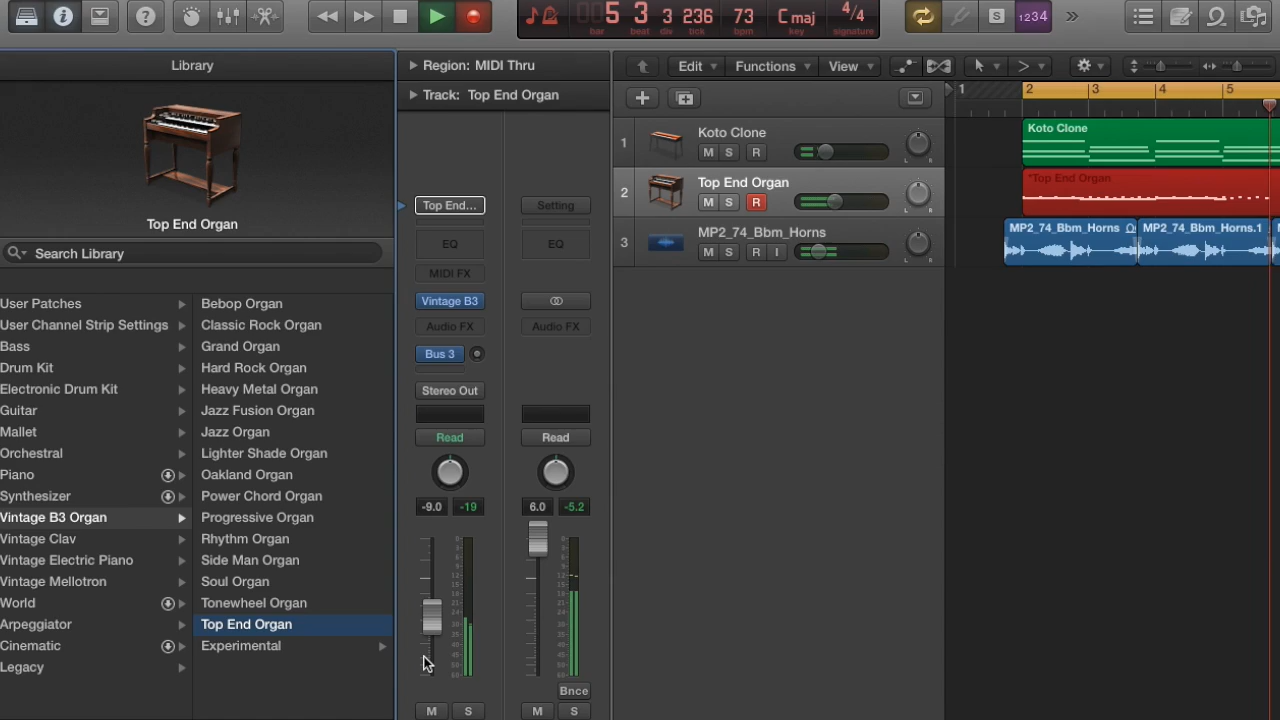 5 3 3 236 73 C maj 4/4
bar beat div tick bpm key signature
? S 1234
Library
Top End Organ
Search Library
User Patches
User Channel Strip Settings
Bass
Drum Kit
Electronic Drum Kit
Guitar
Mallet
Orchestral
Piano
Synthesizer
Vintage B3 Organ
Vintage Clav
Vintage Electric Piano
Vintage Mellotron
World
Arpeggiator
Cinematic
Legacy
Bebop Organ
Classic Rock Organ
Grand Organ
Hard Rock Organ
Heavy Metal Organ
Jazz Fusion Organ
Jazz Organ
Lighter Shade Organ
Oakland Organ
Power Chord Organ
Progressive Organ
Rhythm Organ
Side Man Organ
Soul Organ
Tonewheel Organ
Top End Organ
Experimental
Region: MIDI Thru
Track: Top End Organ
Top End... Setting
EQ EQ
MIDI FX
Vintage B3
Audio FX Audio FX
Bus 3
Stereo Out
Read Read
-9.0 -19 6.0 -5.2
Bnce
M S M S
Edit Functions View
1 2 3 4 5
1 Koto Clone
M S R L R
2 Top End Organ
M S R L R
3 MP2_74_Bbm_Horns
M S R I L R
Koto Clone
*Top End Organ
MP2_74_Bbm_Horns MP2_74_Bbm_Horns.1